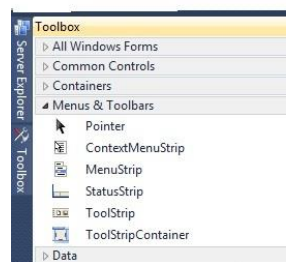 Toolbox
All Windows Forms
Common Controls
Containers
Menus & Toolbars
Pointer
ContextMenuStrip
MenuStrip
StatusStrip
ToolStrip
ToolStripContainer
Data
Server Explorer
Toolbox